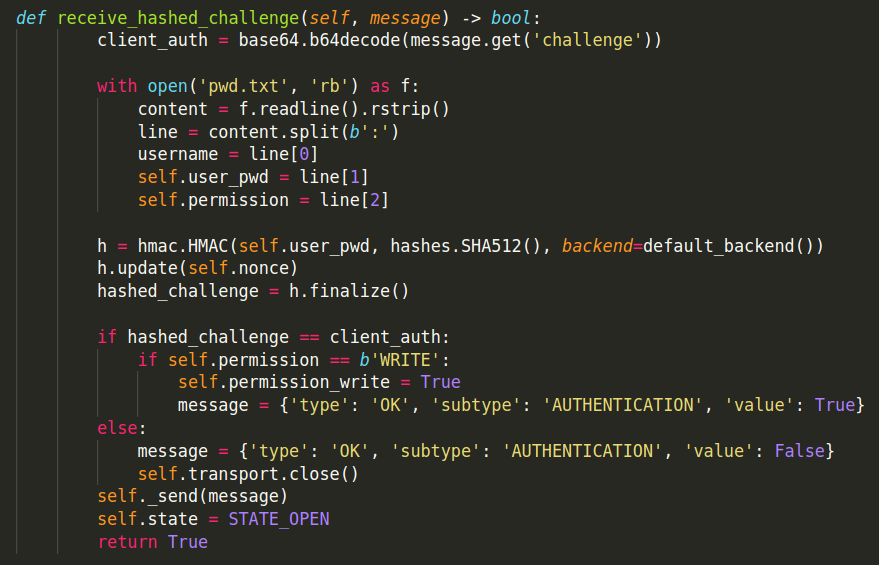 def receive_hashed_challenge(self, message) -> bool:
        client_auth = base64.b64decode(message.get('challenge'))

        with open('pwd.txt', 'rb') as f:
            content = f.readline().rstrip()
            line = content.split(b':')
            username = line[0]
            self.user_pwd = line[1]
            self.permission = line[2]

        h = hmac.HMAC(self.user_pwd, hashes.SHA512(), backend=default_backend())
        h.update(self.nonce)
        hashed_challenge = h.finalize()

        if hashed_challenge == client_auth:
            if self.permission == b'WRITE':
                self.permission_write = True
                message = {'type': 'OK', 'subtype': 'AUTHENTICATION', 'value': True}
        else:
            message = {'type': 'OK', 'subtype': 'AUTHENTICATION', 'value': False}
            self.transport.close()
        self._send(message)
        self.state = STATE_OPEN
        return True